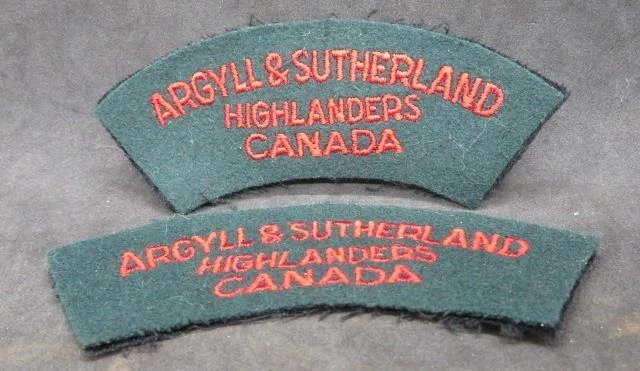 ARGYLL & SUTHERLAND
HIGHLANDERS
CANADA
ARGYLL & SUTHERLAND
HIGHLANDERS
CANADA